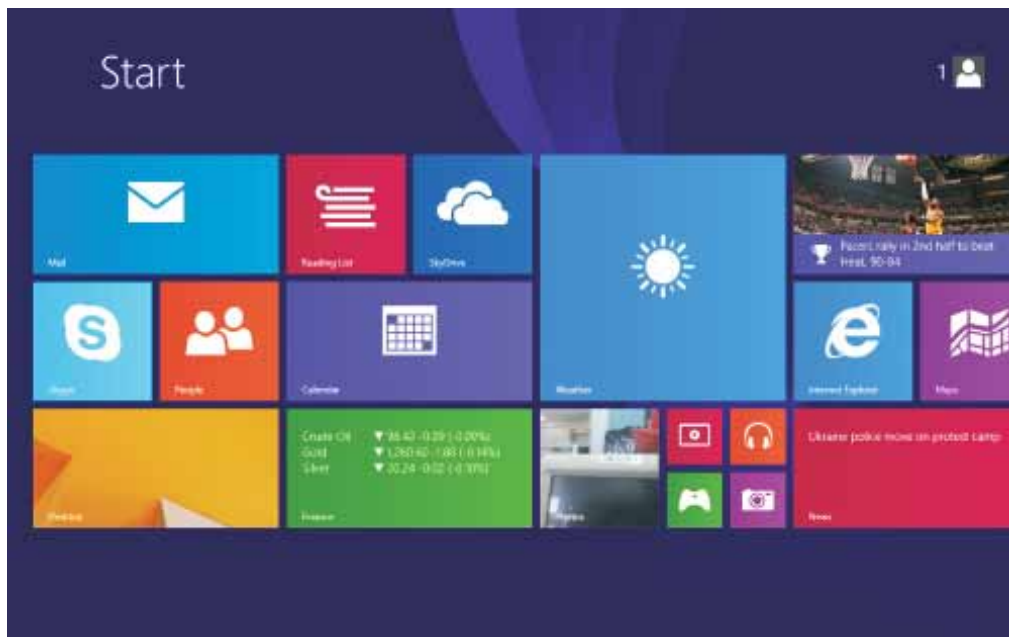 Start
1
Mail
Reading List
SkyDrive
Pacers rally in 2nd half to beat
Heat, 90-84
Skype
People
Calendar
Weather
Internet Explorer
Maps
Desktop
Crude Oil
Gold
Silver
Finance
Photos
Ukraine police move on protest camp
News